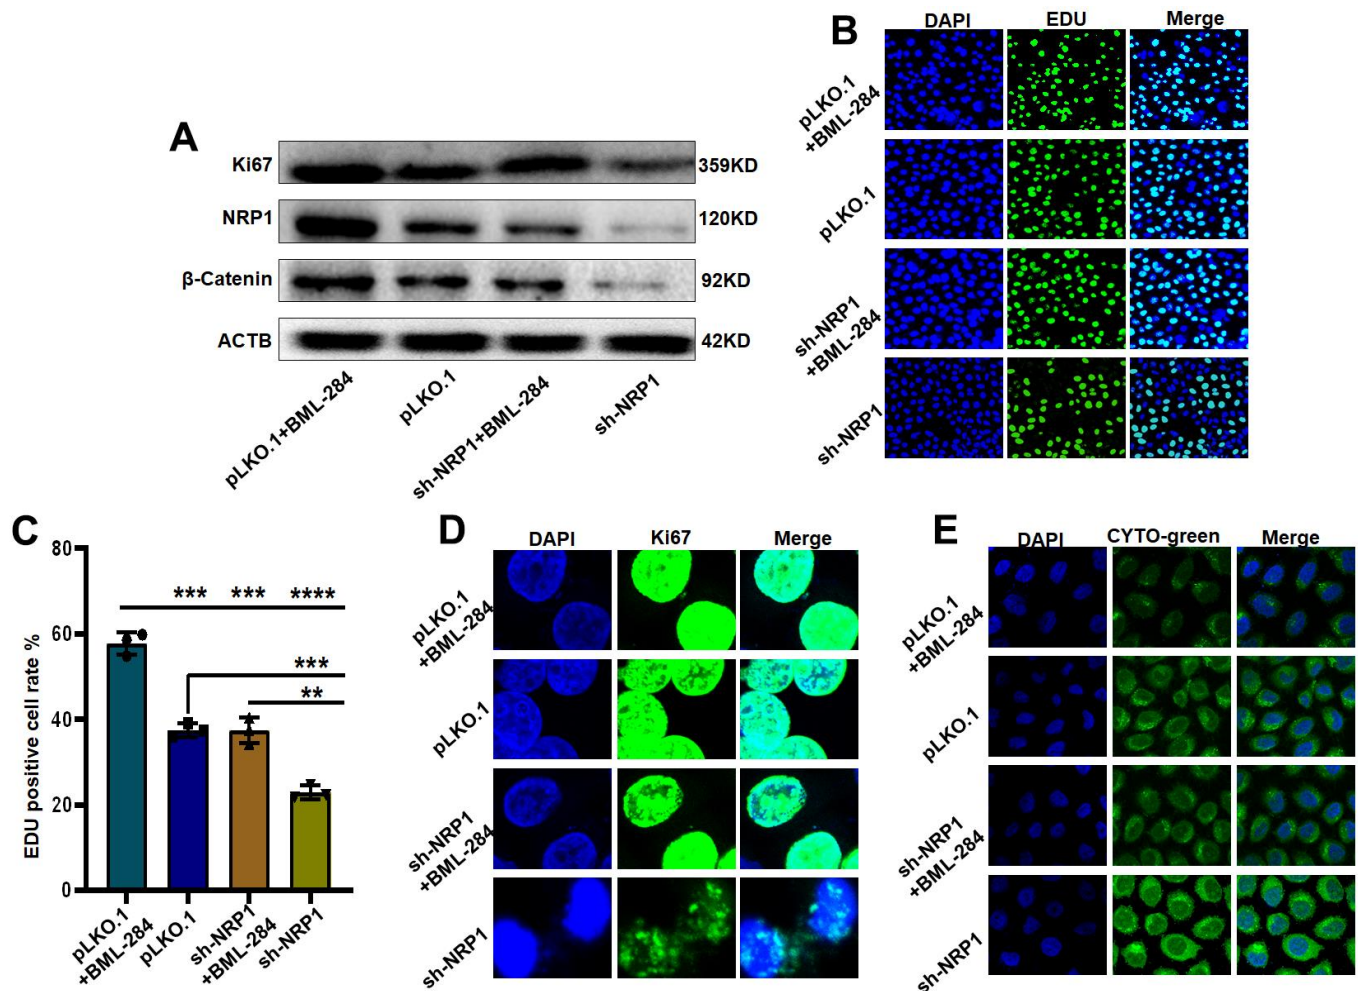 A
Ki67
359KD
NRP1
120KD
β-Catenin
92KD
ACTB
42KD
pLKO.1+BML-284
pLKO.1
sh-NRP1+BML-284
sh-NRP1
B
DAPI
EDU
Merge
pLKO.1
+BML-284
pLKO.1
sh-NRP1
+BML-284
sh-NRP1
C
EDU positive cell rate %
80
60
40
20
0
***
***
****
***
**
pLKO.1
+BML-284
pLKO.1
sh-NRP1
+BML-284
sh-NRP1
D
DAPI
Ki67
Merge
pLKO.1
+BML-284
pLKO.1
sh-NRP1
+BML-284
sh-NRP1
E
DAPI
CYTO-green
Merge
pLKO.1
+BML-284
pLKO.1
sh-NRP1
+BML-284
sh-NRP1